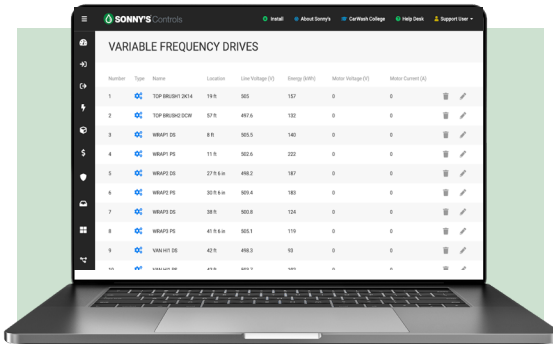 SONNY'S Controls
Install About Sonny's CarWash College Help Desk Support User
VARIABLE FREQUENCY DRIVES
Number Type Name Location Line Voltage (V) Energy (kWh) Motor Voltage (V) Motor Current (A)
1 TOP BRUSH1 2K14 19 ft 505 157 0 0
2 TOP BRUSH2 DCW 57 ft 497.6 132 0 0
3 WRAP1 DS 8 ft 505.5 140 0 0
4 WRAP1 PS 11 ft 502.6 222 0 0
5 WRAP2 DS 27 ft 6 in 498.2 187 0 0
6 WRAP2 PS 30 ft 6 in 509.4 183 0 0
7 WRAP3 DS 38 ft 500.8 124 0 0
8 WRAP3 PS 41 ft 6 in 505.1 119 0 0
9 VAN HI1 DS 42 ft 498.3 93 0 0
10